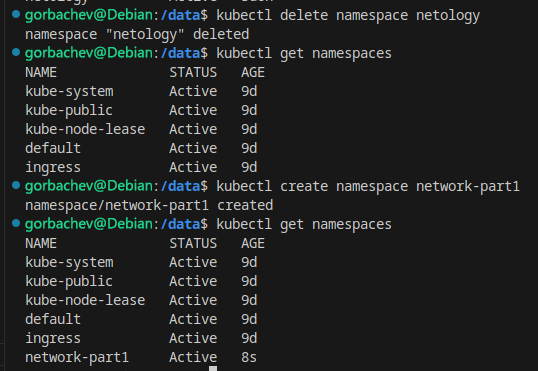 gorbachev@Debian:/data$ kubectl delete namespace netology
namespace "netology" deleted
gorbachev@Debian:/data$ kubectl get namespaces
NAME              STATUS   AGE
kube-system       Active   9d
kube-public       Active   9d
kube-node-lease   Active   9d
default           Active   9d
ingress           Active   9d
gorbachev@Debian:/data$ kubectl create namespace network-part1
namespace/network-part1 created
gorbachev@Debian:/data$ kubectl get namespaces
NAME              STATUS   AGE
kube-system       Active   9d
kube-public       Active   9d
kube-node-lease   Active   9d
default           Active   9d
ingress           Active   9d
network-part1     Active   8s